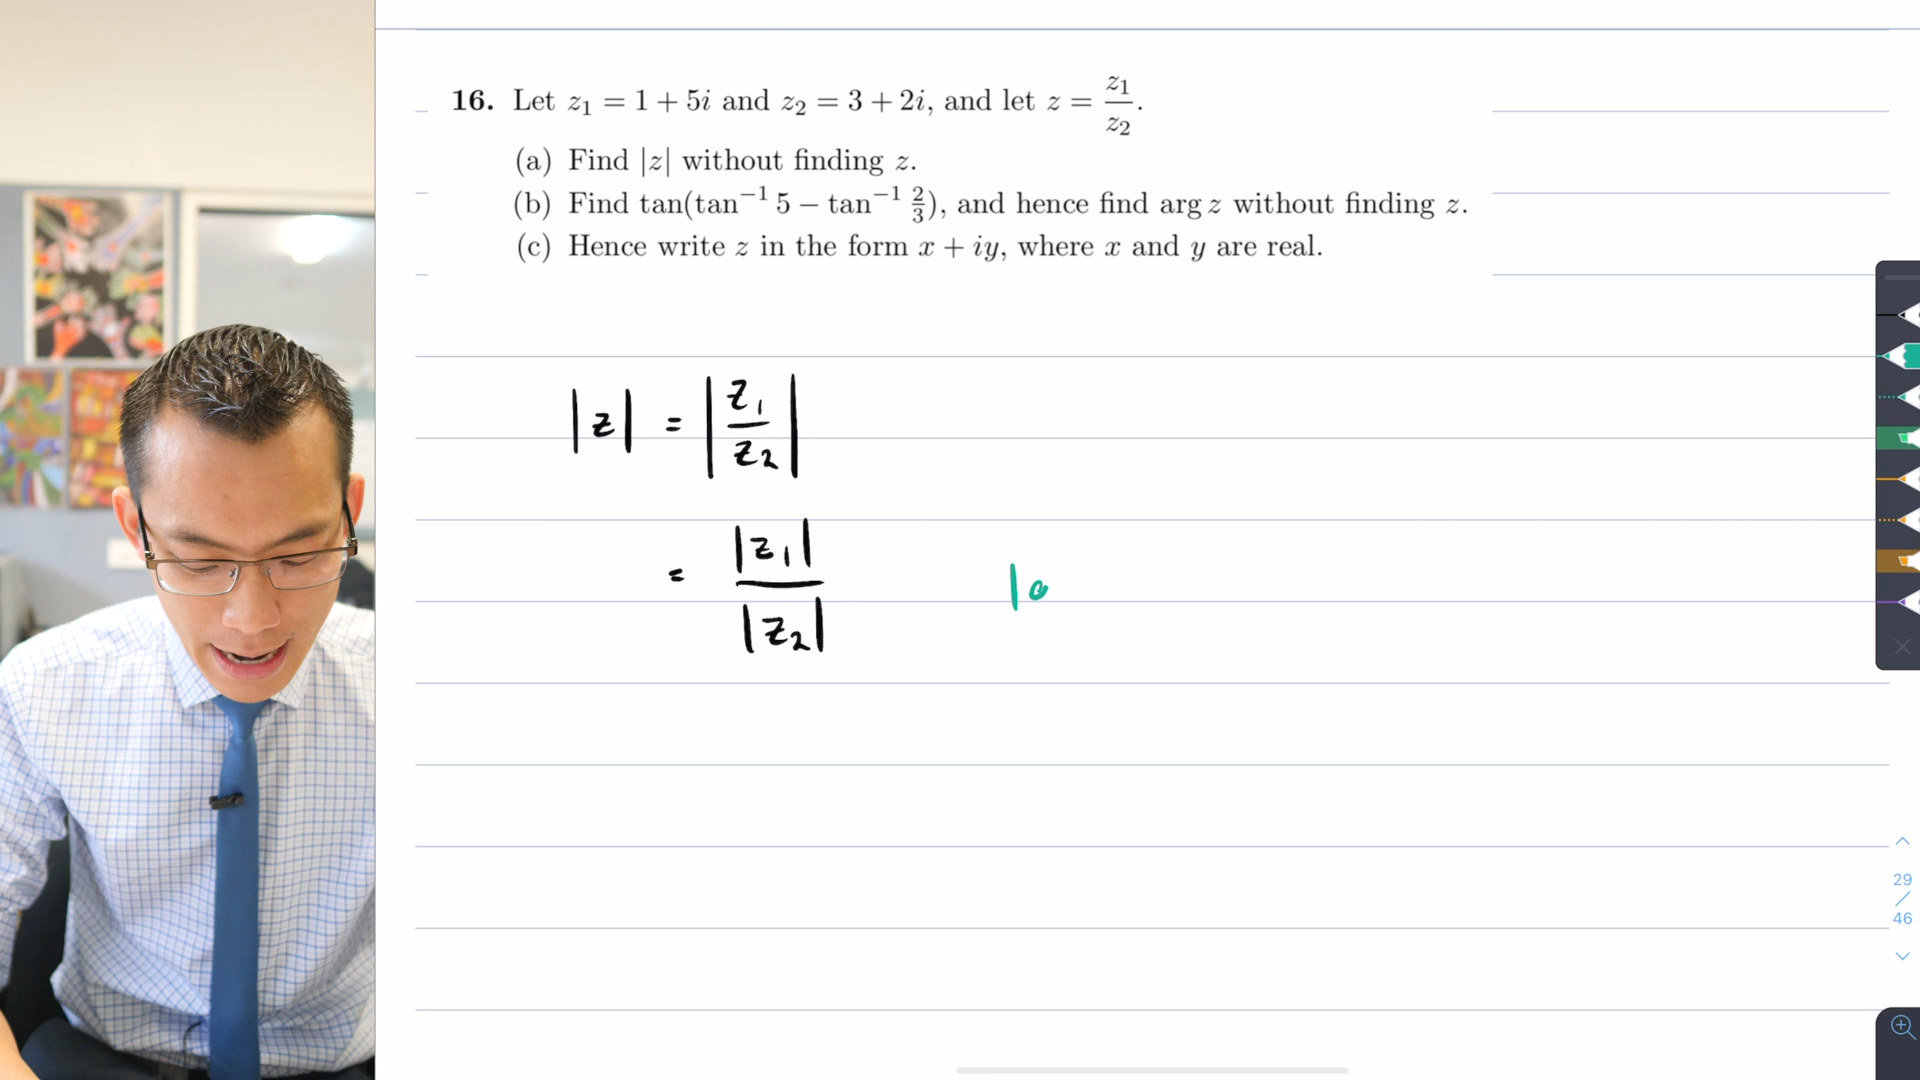 16. Let z₁ = 1 + 5i and z₂ = 3 + 2i, and let z = z₁/z₂.
(a) Find |z| without finding z.
(b) Find tan(tan⁻¹ 5 − tan⁻¹ 2/3), and hence find arg z without finding z.
(c) Hence write z in the form x + iy, where x and y are real.
|z| = |z₁/z₂|
= |z₁|/|z₂|
29
/
46